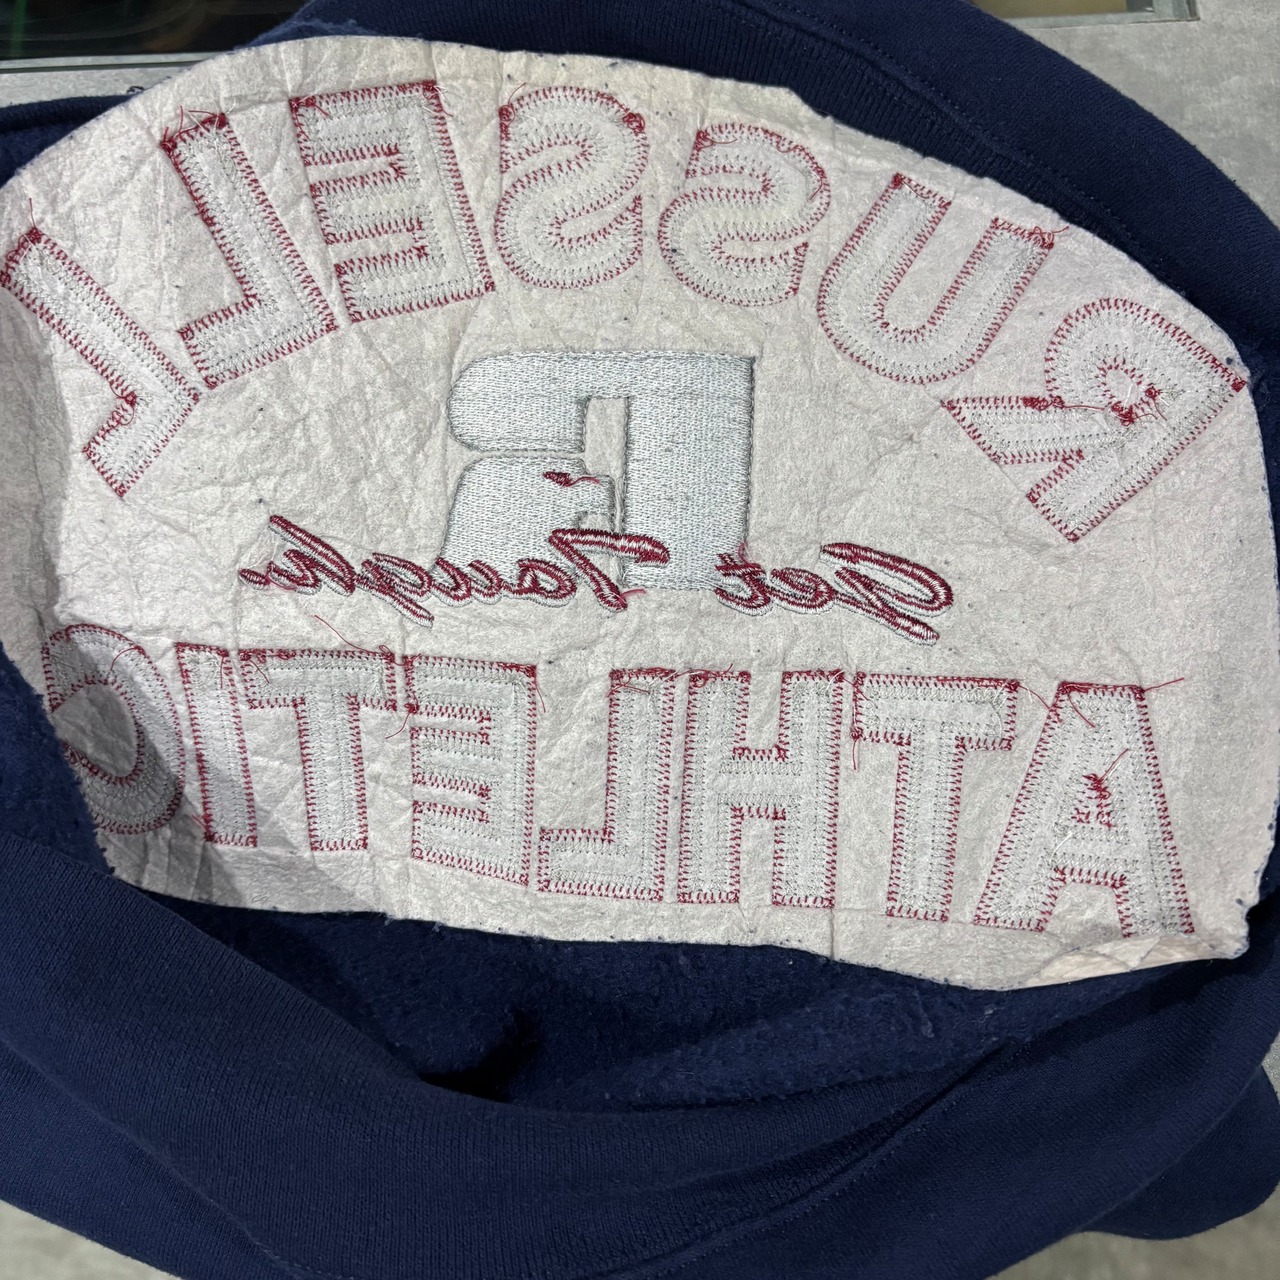 RUSSELL
R
Get Tough.
ATHLETIC